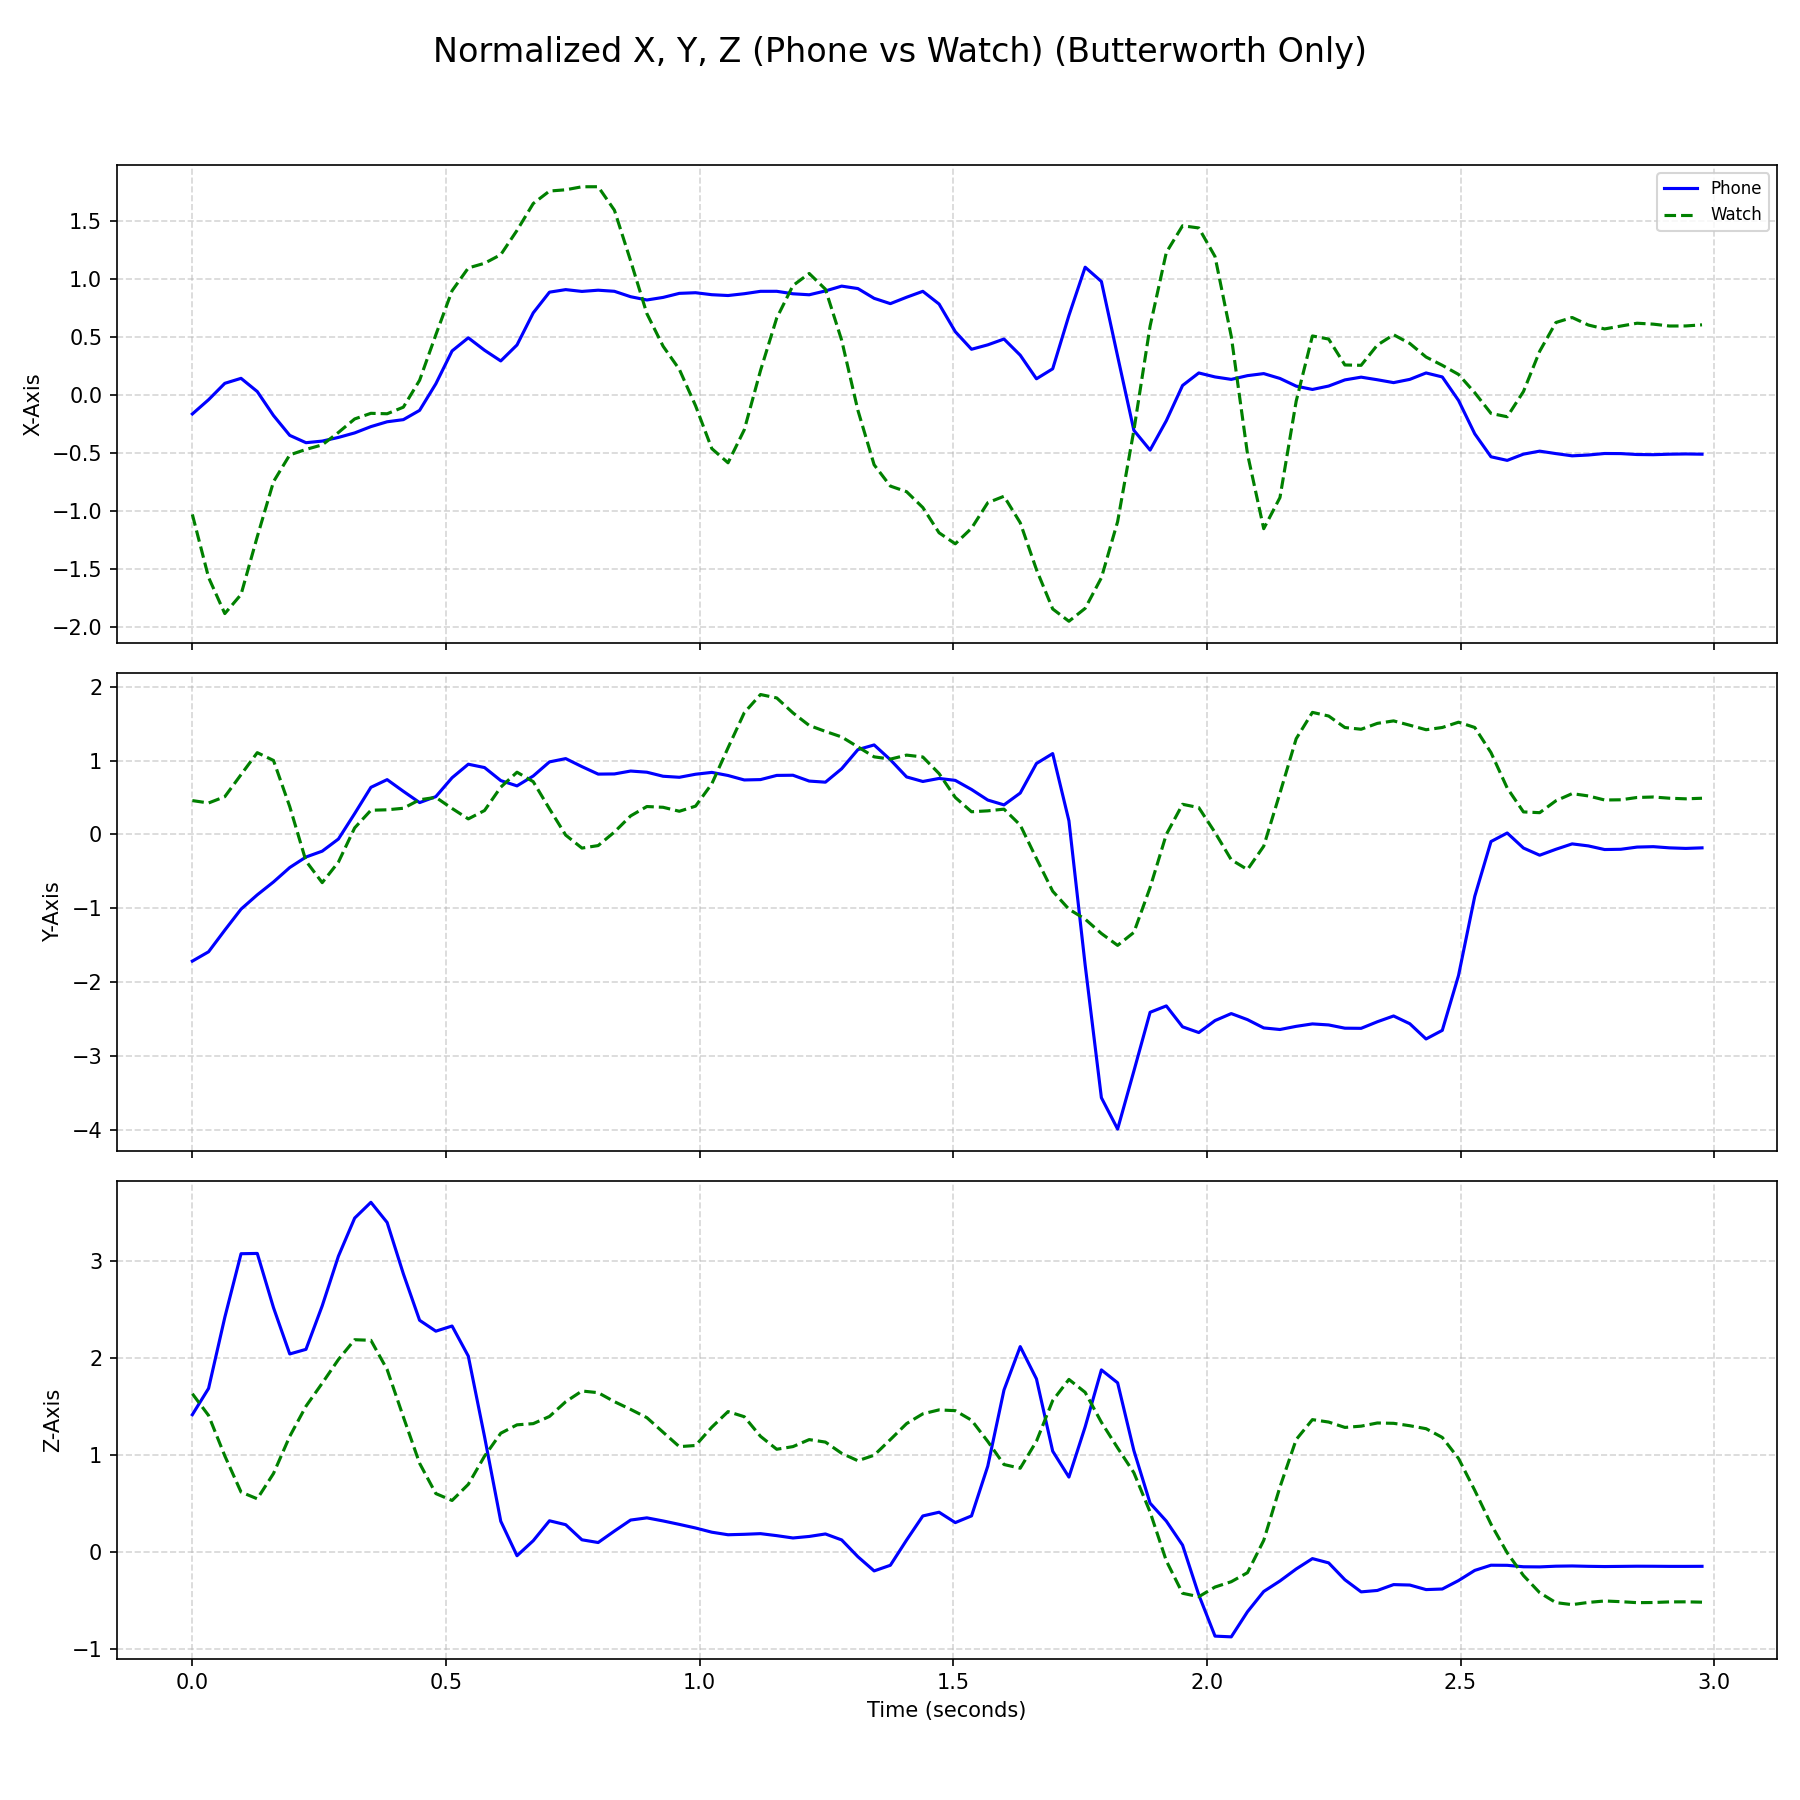 Normalized X, Y, Z (Phone vs Watch) (Butterworth Only)
Phone
Watch
1.5
1.0
0.5
0.0
−0.5
−1.0
−1.5
−2.0
X-Axis
2
1
0
−1
−2
−3
−4
Y-Axis
3
2
1
0
−1
Z-Axis
0.0 0.5 1.0 1.5 2.0 2.5 3.0
Time (seconds)